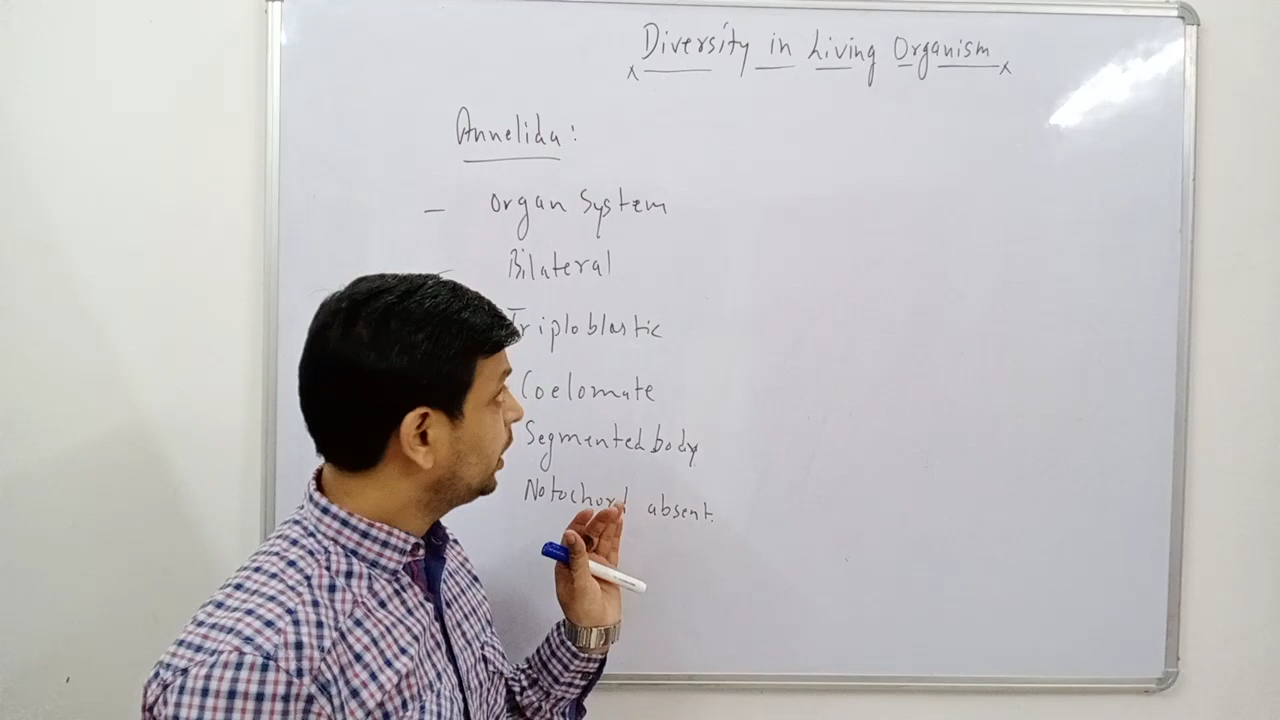 Diversity in Living Organism
Annelida:
- Organ System
Bilateral
Triploblastic
Coelomate
Segmented body
Notochord absent.